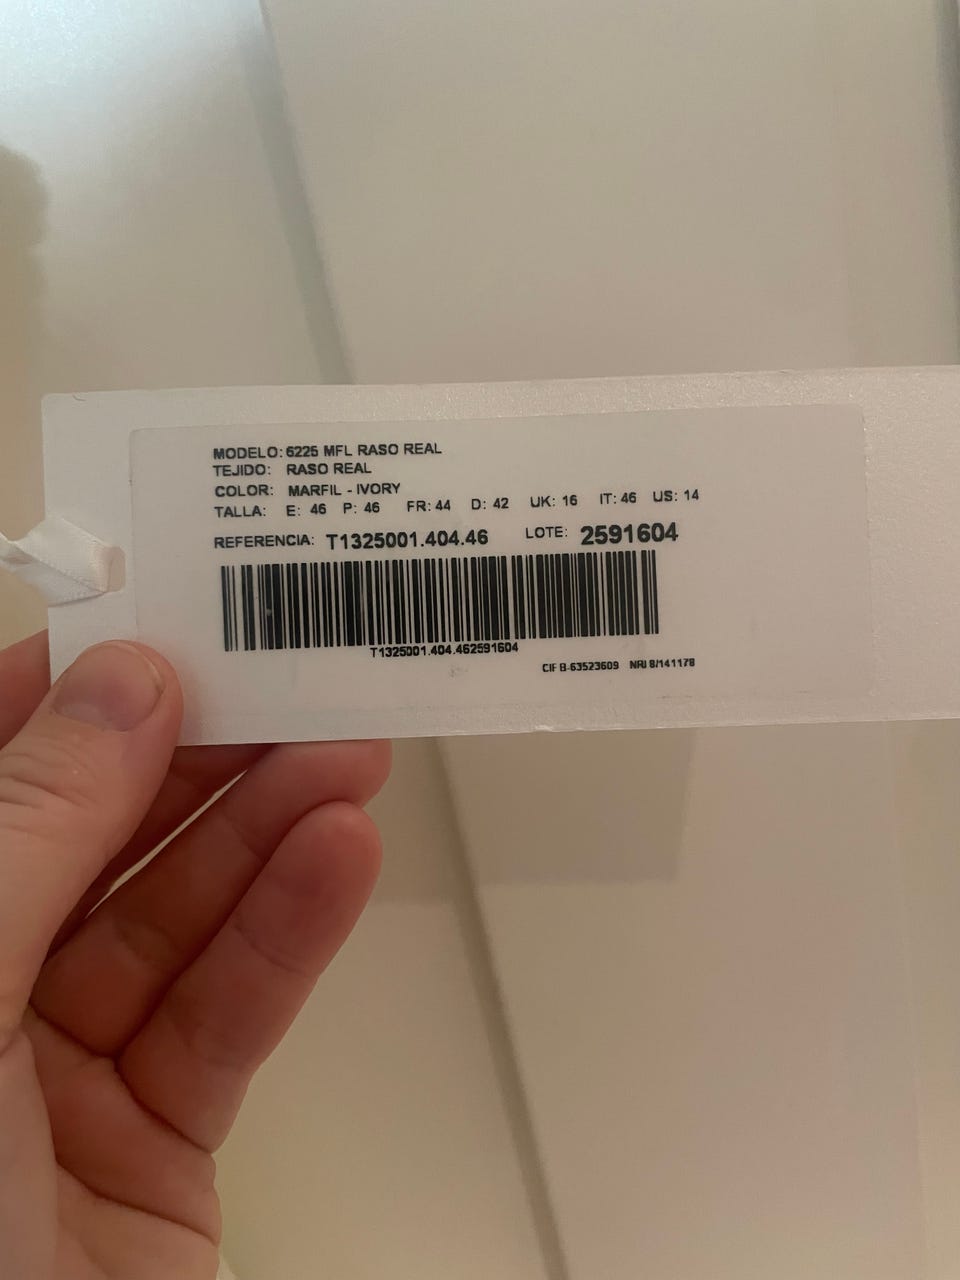 MODELO: 6225 MFL RASO REAL
TEJIDO: RASO REAL
COLOR: MARFIL - IVORY
TALLA: E: 46 P: 46 FR: 44 D: 42 UK: 16 IT: 46 US: 14
REFERENCIA: T1325001.404.46 LOTE: 2591604
T1325001.404.462591604
CIF B-63523609 NRI 8/141178